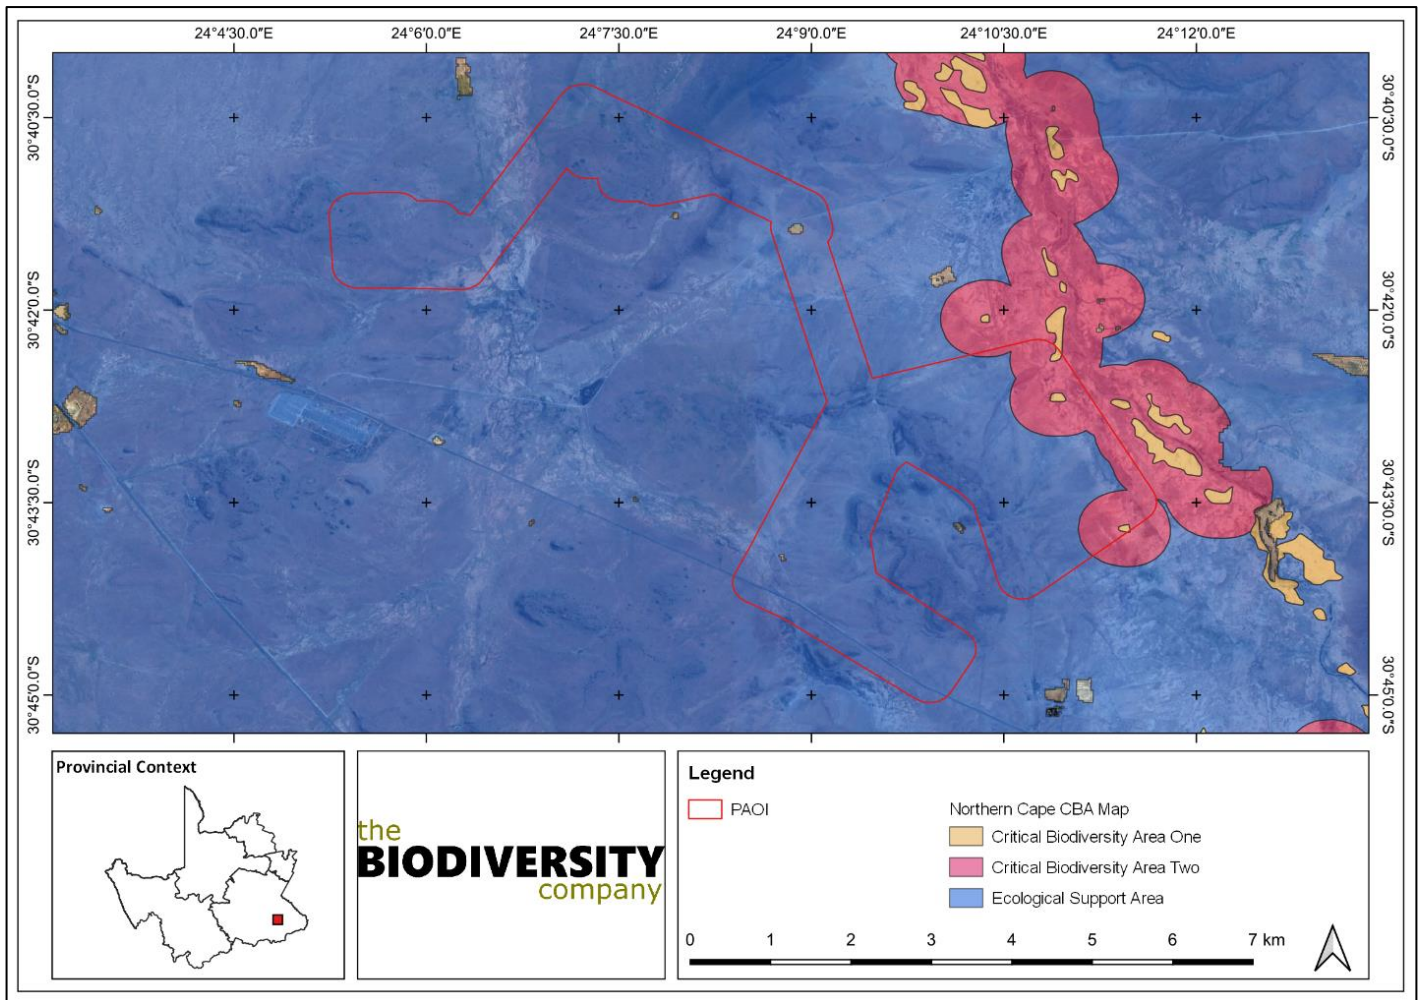 24°4'30.0"E 24°6'0.0"E 24°7'30.0"E 24°9'0.0"E 24°10'30.0"E 24°12'0.0"E
30°40'30.0"S 30°40'30.0"S
30°42'0.0"S 30°42'0.0"S
30°43'30.0"S 30°43'30.0"S
30°45'0.0"S 30°45'0.0"S
Provincial Context
the
BIODIVERSITY
company
Legend
PAOI
Northern Cape CBA Map
Critical Biodiversity Area One
Critical Biodiversity Area Two
Ecological Support Area
0 1 2 3 4 5 6 7 km